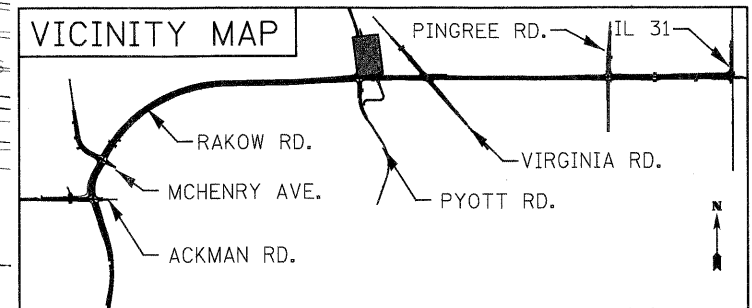 VICINITY MAP
PINGREE RD.
IL 31
RAKOW RD.
VIRGINIA RD.
MCHENRY AVE.
PYOTT RD.
N
ACKMAN RD.